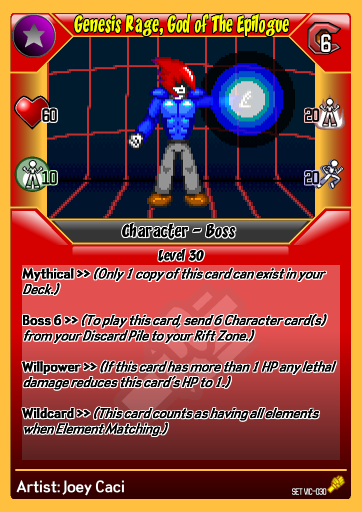 Genesis Rage, God of The Epilogue
6
60
20
10
20
Character - Boss
Level 30
Mythical >> (Only 1 copy of this card can exist in your
Deck.)
Boss 6 >> (To play this card, send 6 Character card(s)
from your Discard Pile to your Rift Zone.)
Willpower >> (If this card has more than 1 HP any lethal
damage reduces this card's HP to 1.)
Wildcard >> (This card counts as having all elements
when Element Matching.)
Artist: Joey Caci
SET VIC-030